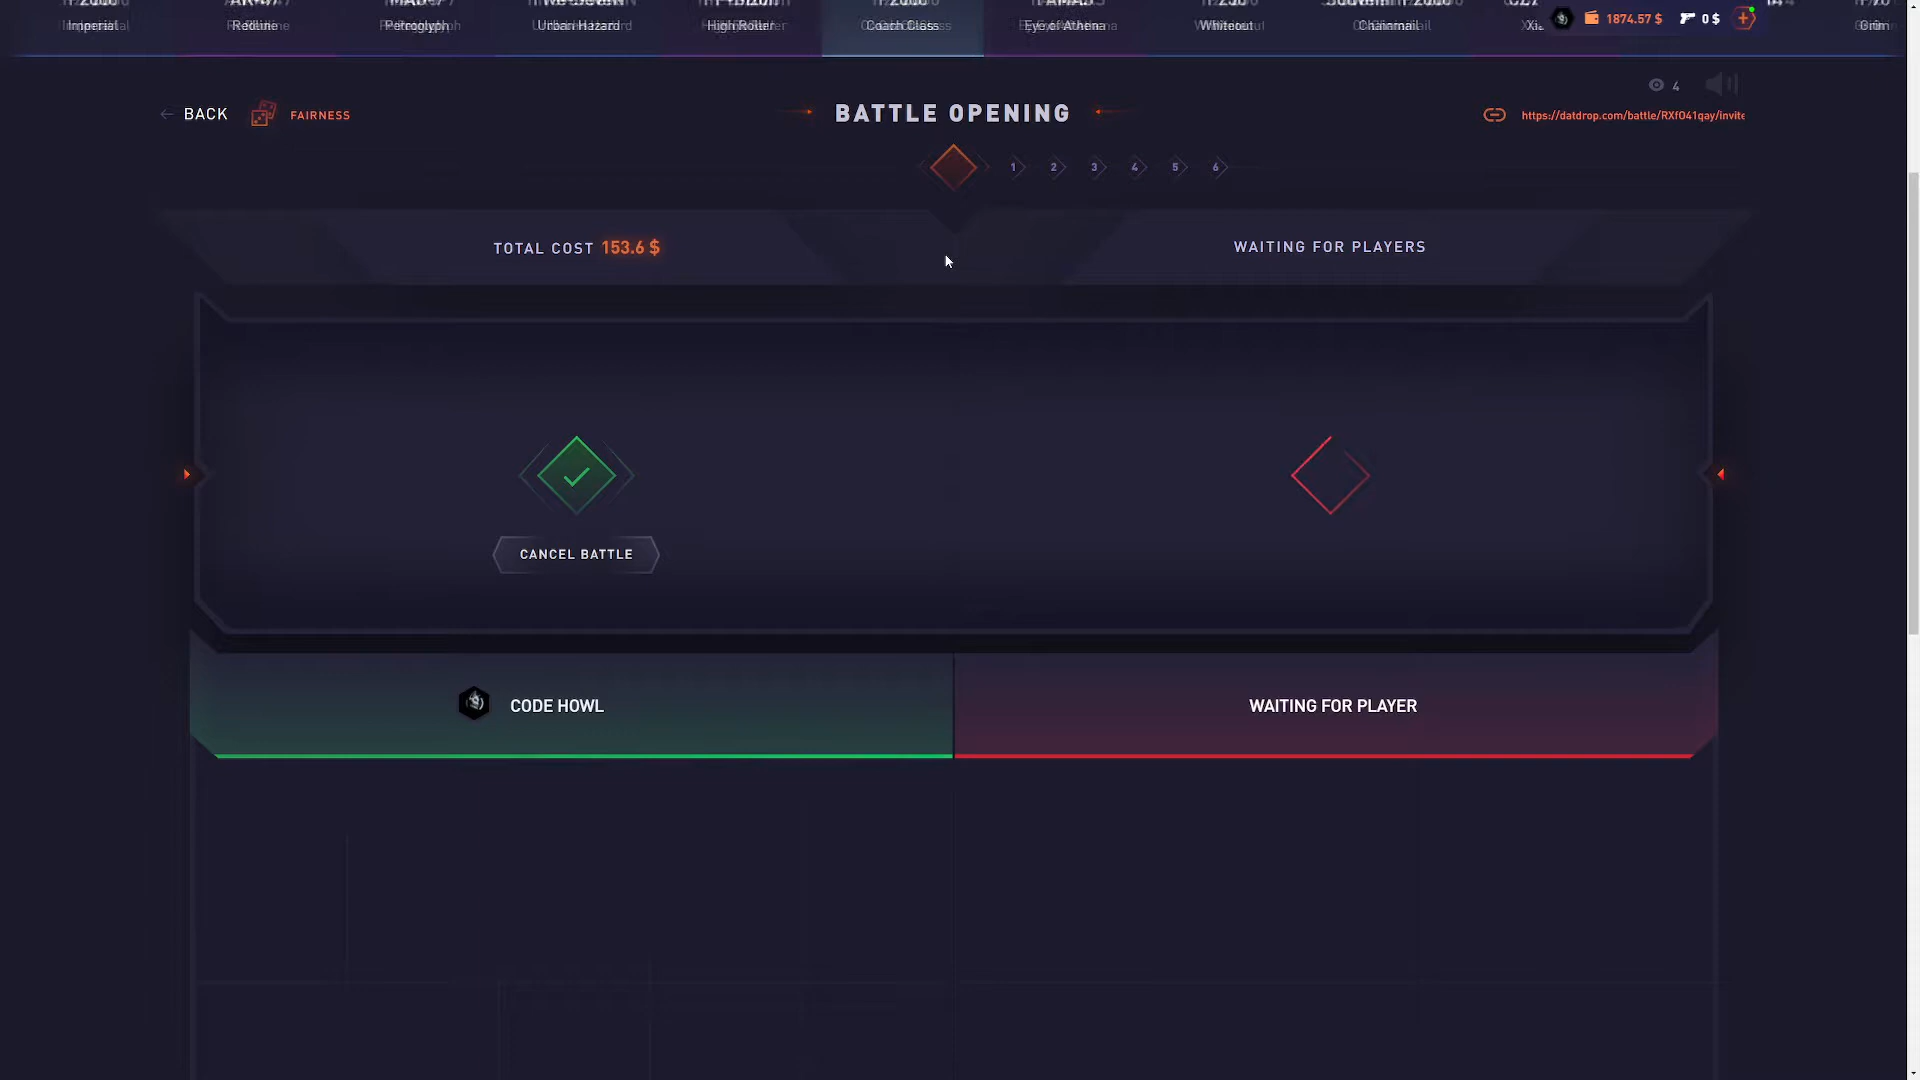 Imperial Redline Petroglyph Urban Hazard High Roller Coach Class Eye of Athena Whiteout Chainmail
1874.57 $ 0 $
4
BACK FAIRNESS BATTLE OPENING https://datdrop.com/battle/RXfO41qay/invite
1 2 3 4 5 6
TOTAL COST 153.6 $ WAITING FOR PLAYERS
CANCEL BATTLE
CODE HOWL WAITING FOR PLAYER